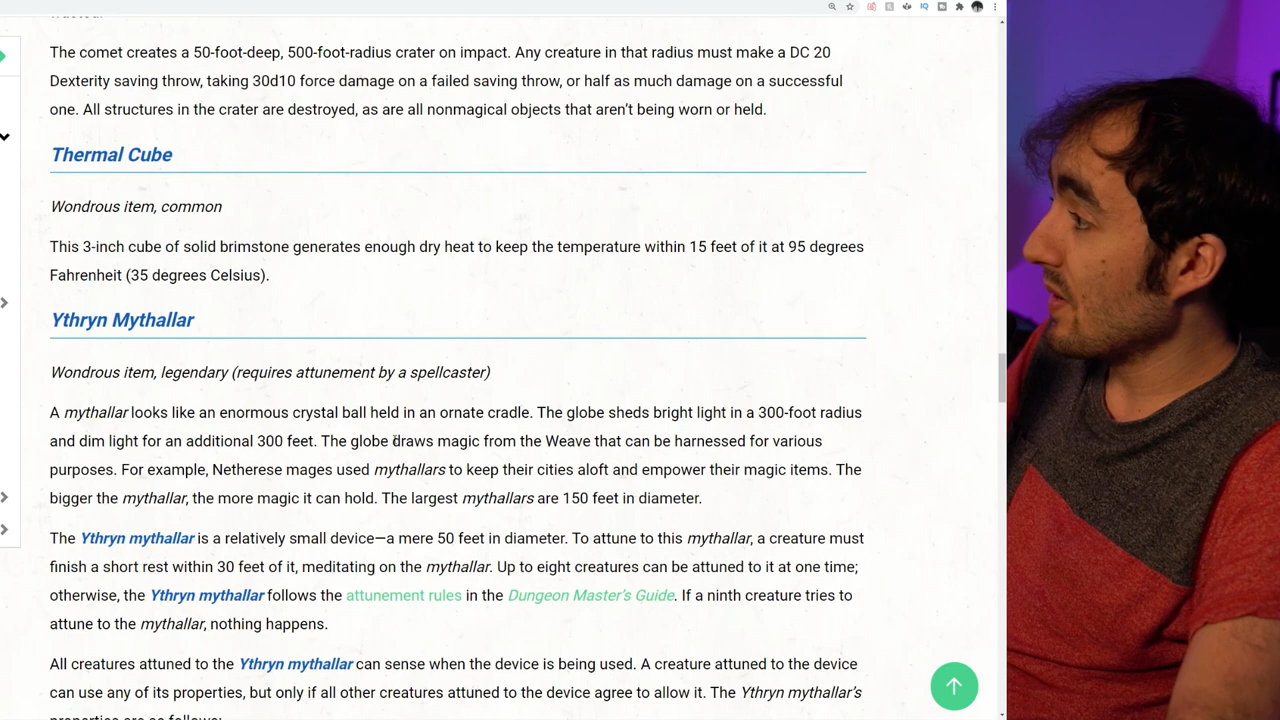 The comet creates a 50-foot-deep, 500-foot-radius crater on impact. Any creature in that radius must make a DC 20
Dexterity saving throw, taking 30d10 force damage on a failed saving throw, or half as much damage on a successful
one. All structures in the crater are destroyed, as are all nonmagical objects that aren’t being worn or held.
Thermal Cube
Wondrous item, common
This 3-inch cube of solid brimstone generates enough dry heat to keep the temperature within 15 feet of it at 95 degrees
Fahrenheit (35 degrees Celsius).
Ythryn Mythallar
Wondrous item, legendary (requires attunement by a spellcaster)
A mythallar looks like an enormous crystal ball held in an ornate cradle. The globe sheds bright light in a 300-foot radius
and dim light for an additional 300 feet. The globe draws magic from the Weave that can be harnessed for various
purposes. For example, Netherese mages used mythallars to keep their cities aloft and empower their magic items. The
bigger the mythallar, the more magic it can hold. The largest mythallars are 150 feet in diameter.
The Ythryn mythallar is a relatively small device—a mere 50 feet in diameter. To attune to this mythallar, a creature must
finish a short rest within 30 feet of it, meditating on the mythallar. Up to eight creatures can be attuned to it at one time;
otherwise, the Ythryn mythallar follows the attunement rules in the Dungeon Master’s Guide. If a ninth creature tries to
attune to the mythallar, nothing happens.
All creatures attuned to the Ythryn mythallar can sense when the device is being used. A creature attuned to the device
can use any of its properties, but only if all other creatures attuned to the device agree to allow it. The Ythryn mythallar’s
properties are as follows: